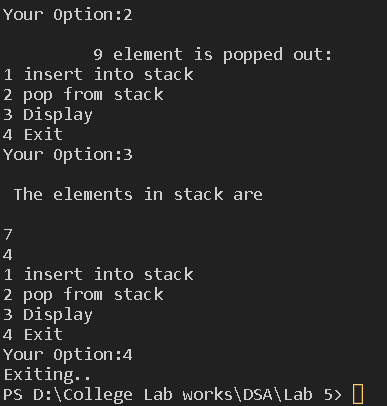 Your Option:2
9 element is popped out:
1 insert into stack
2 pop from stack
3 Display
4 Exit
Your Option:3
The elements in stack are
7
4
1 insert into stack
2 pop from stack
3 Display
4 Exit
Your Option:4
Exiting..
PS D:\College Lab works\DSA\Lab 5>